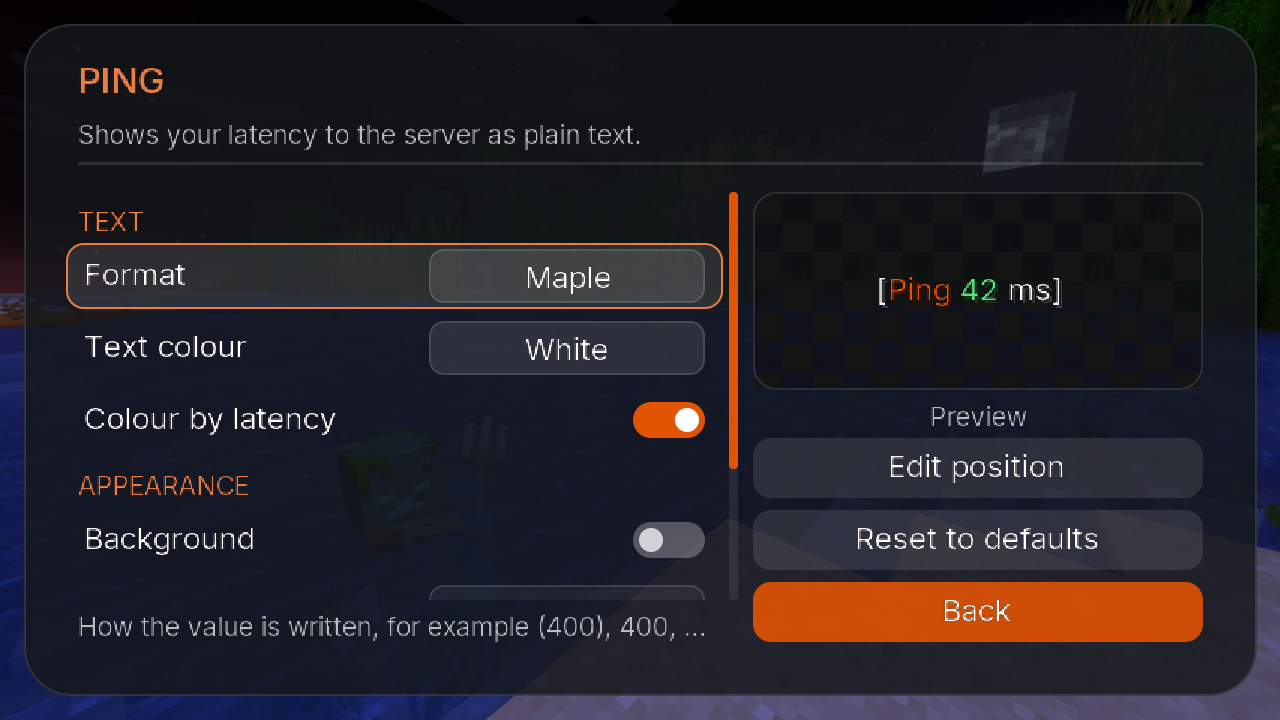 PING
Shows your latency to the server as plain text.
TEXT
Format
Maple
Text colour
White
Colour by latency
APPEARANCE
Background
How the value is written, for example (400), 400, ...
[Ping 42 ms]
Preview
Edit position
Reset to defaults
Back